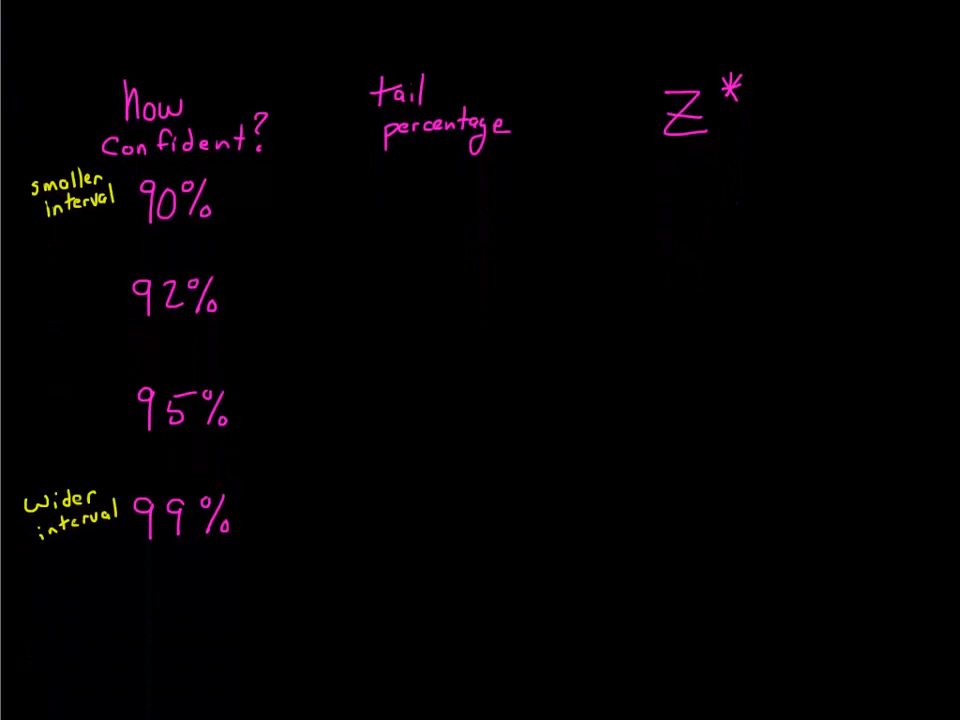 how confident?
tail percentage
Z*
smaller interval
90%
92%
95%
wider interval
99%